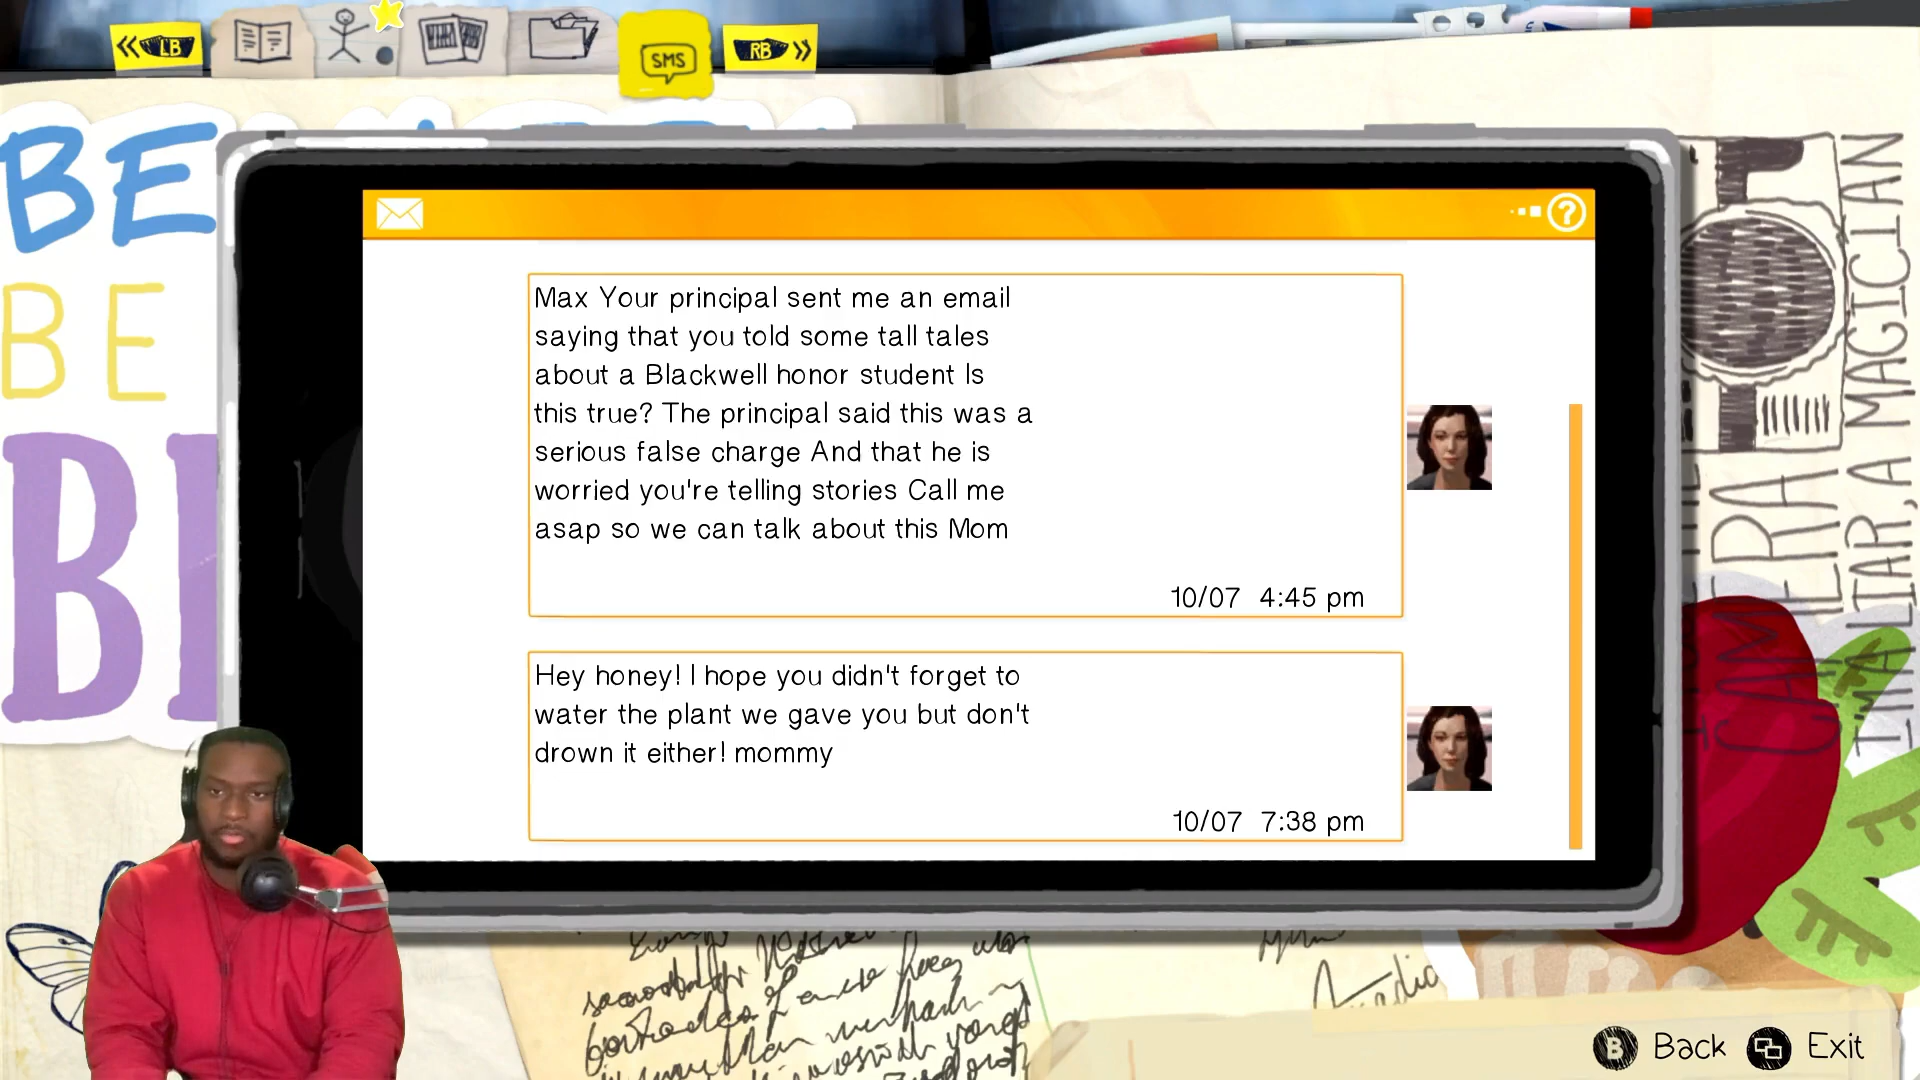 LB
SMS
RB
BE
BE
Max Your principal sent me an email
saying that you told some tall tales
about a Blackwell honor student Is
this true? The principal said this was a
serious false charge And that he is
worried you're telling stories Call me
asap so we can talk about this Mom
10/07 4:45 pm
Hey honey! I hope you didn't forget to
water the plant we gave you but don't
drown it either! mommy
10/07 7:38 pm
CAMERA
I'M A LIAR, A MAGICIAN
B Back
Exit